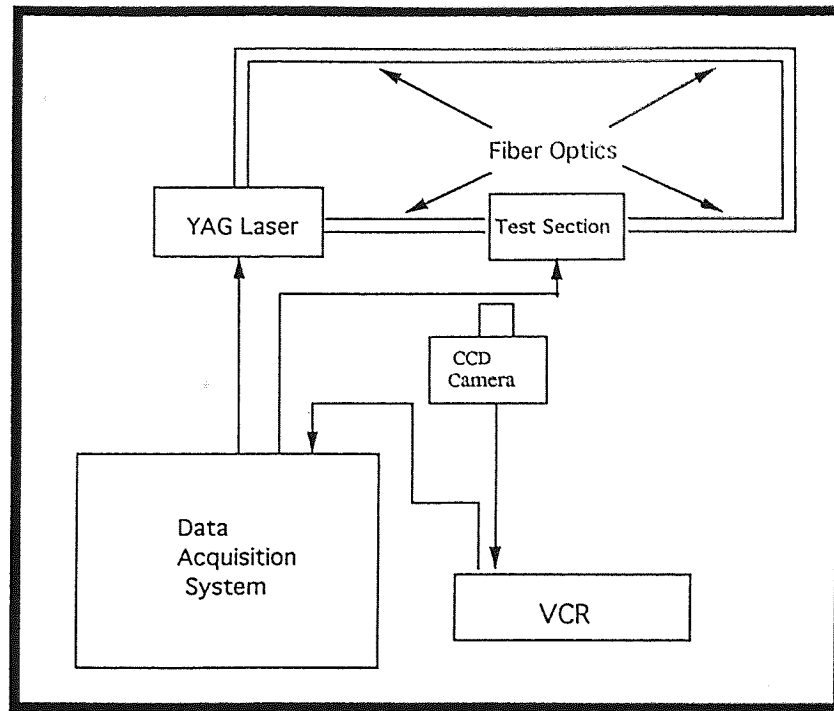 Fiber Optics
YAG Laser
Test Section
CCD
Camera
Data
Acquisition
System
VCR